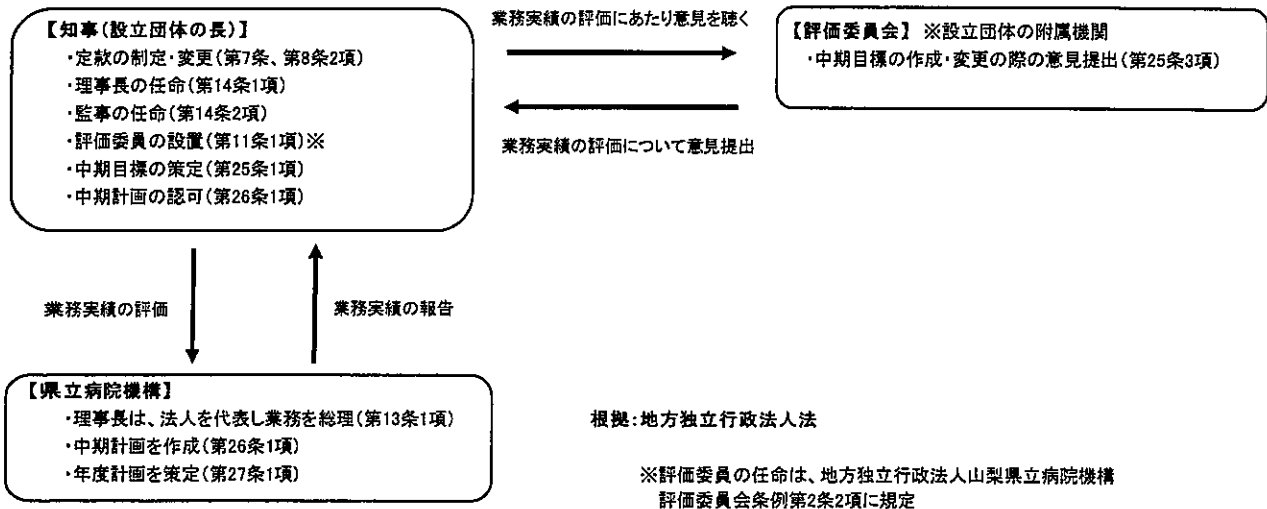 業務実績の評価にあたり意見を聴く
【知事(設立団体の長)】
・定款の制定・変更(第7条、第8条2項)
・理事長の任命(第14条1項)
・監事の任命(第14条2項)
・評価委員の設置(第11条1項)※
・中期目標の策定(第25条1項)
・中期計画の認可(第26条1項)
【評価委員会】 ※設立団体の附属機関
・中期目標の作成・変更の際の意見提出(第25条3項)
業務実績の評価について意見提出
業務実績の評価
業務実績の報告
【県立病院機構】
・理事長は、法人を代表し業務を総理(第13条1項)
・中期計画を作成(第26条1項)
・年度計画を策定(第27条1項)
根拠:地方独立行政法人法
※評価委員の任命は、地方独立行政法人山梨県立病院機構
評価委員会条例第2条2項に規定